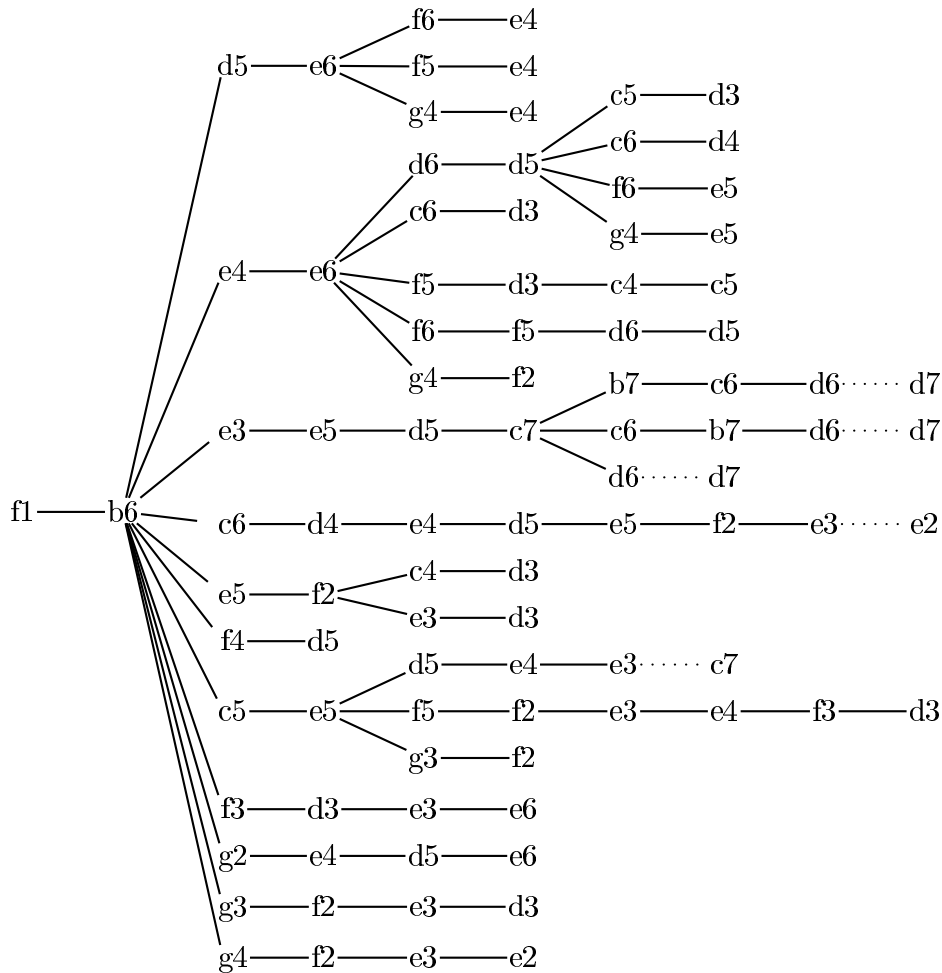 f6 e4
d5 e6 f5 e4
g4 e4
c5 d3
c6 d4
d6 d5
f6 e5
c6 d3
g4 e5
e4 e6
f5 d3 c4 c5
f6 f5 d6 d5
g4 f2
b7 c6 d6 ...... d7
e3 e5 d5 c7 c6 b7 d6 ...... d7
d6 ...... d7
f1 b6
c6 d4 e4 d5 e5 f2 e3 ...... e2
c4 d3
e5 f2
e3 d3
f4 d5
d5 e4 e3 ...... c7
c5 e5 f5 f2 e3 e4 f3 d3
g3 f2
f3 d3 e3 e6
g2 e4 d5 e6
g3 f2 e3 d3
g4 f2 e3 e2